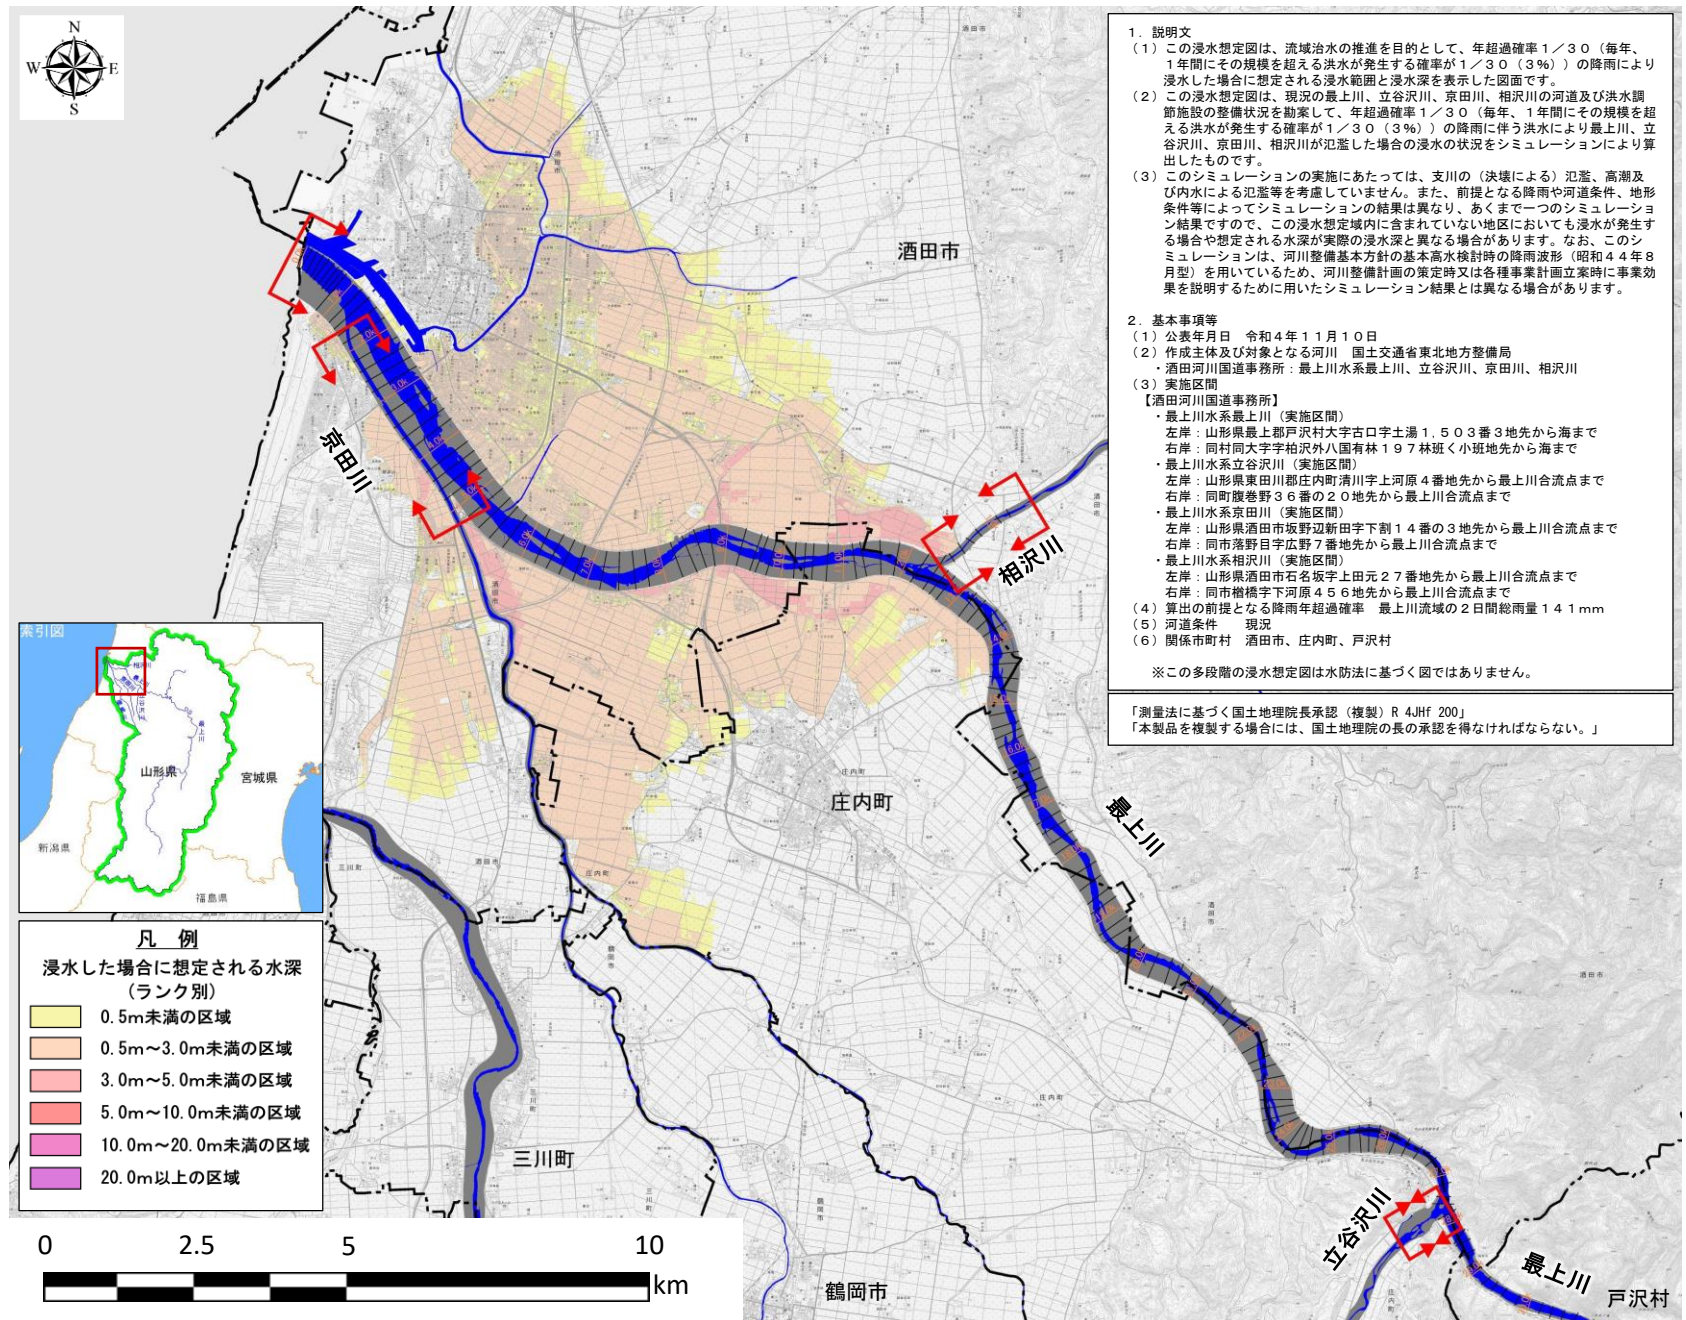 N
W
E
S
1．説明文
（1）この浸水想定図は、流域治水の推進を目的として、年超過確率1／30（毎年、
1年間にその規模を超える洪水が発生する確率が1／30（3%））の降雨により
浸水した場合に想定される浸水範囲と浸水深を表示した図面です。
（2）この浸水想定図は、現況の最上川、立谷沢川、京田川、相沢川の河道及び洪水調
節施設の整備状況を勘案して、年超過確率1／30（毎年、1年間にその規模を超
える洪水が発生する確率が1／30（3%））の降雨に伴う洪水により最上川、立
谷沢川、京田川、相沢川が氾濫した場合の浸水の状況をシミュレーションにより算
出したものです。
（3）このシミュレーションの実施にあたっては、支川の（決壊による）氾濫、高潮及
び内水による氾濫等を考慮していません。また、前提となる降雨や河道条件、地形
条件等によってシミュレーションの結果は異なり、あくまで一つのシミュレーショ
ン結果ですので、この浸水想定域内に含まれていない地区においても浸水が発生す
る場合や想定される水深が実際の浸水深と異なる場合があります。なお、このシ
ミュレーションは、河川整備基本方針の基本高水検討時の降雨波形（昭和44年8
月型）を用いているため、河川整備計画の策定時又は各種事業計画立案時に事業効
果を説明するために用いたシミュレーション結果とは異なる場合があります。
2．基本事項等
（1）公表年月日　令和4年11月10日
（2）作成主体及び対象となる河川　国土交通省東北地方整備局
・酒田河川国道事務所：最上川水系最上川、立谷沢川、京田川、相沢川
（3）実施区間
【酒田河川国道事務所】
・最上川水系最上川（実施区間）
左岸：山形県最上郡戸沢村大字古口字土湯1,503番3地先から海まで
右岸：同村同大字字柏沢外八国有林197林班く小班地先から海まで
・最上川水系立谷沢川（実施区間）
左岸：山形県東田川郡庄内町清川字上河原4番地先から最上川合流点まで
右岸：同町腹巻野36番の20地先から最上川合流点まで
・最上川水系京田川（実施区間）
左岸：山形県酒田市坂野辺新田字下割14番の3地先から最上川合流点まで
右岸：同市落野目字広野7番地先から最上川合流点まで
・最上川水系相沢川（実施区間）
左岸：山形県酒田市石名坂字上田元27番地先から最上川合流点まで
右岸：同市楢橋字下河原456地先から最上川合流点まで
（4）算出の前提となる降雨年超過確率　最上川流域の2日間総雨量141mm
（5）河道条件　現況
（6）関係市町村　酒田市、庄内町、戸沢村
※この多段階の浸水想定図は水防法に基づく図ではありません。
「測量法に基づく国土地理院長承認（複製）R 4JHf 200」
「本製品を複製する場合には、国土地理院の長の承認を得なければならない。」
酒田市
京田川
相沢川
最上川
庄内町
三川町
鶴岡市
立谷沢川
最上川
戸沢村
索引図
山形県
宮城県
新潟県
福島県
最上川
凡　例
浸水した場合に想定される水深
（ランク別）
0.5m未満の区域
0.5m～3.0m未満の区域
3.0m～5.0m未満の区域
5.0m～10.0m未満の区域
10.0m～20.0m未満の区域
20.0m以上の区域
0 2.5 5 10
km